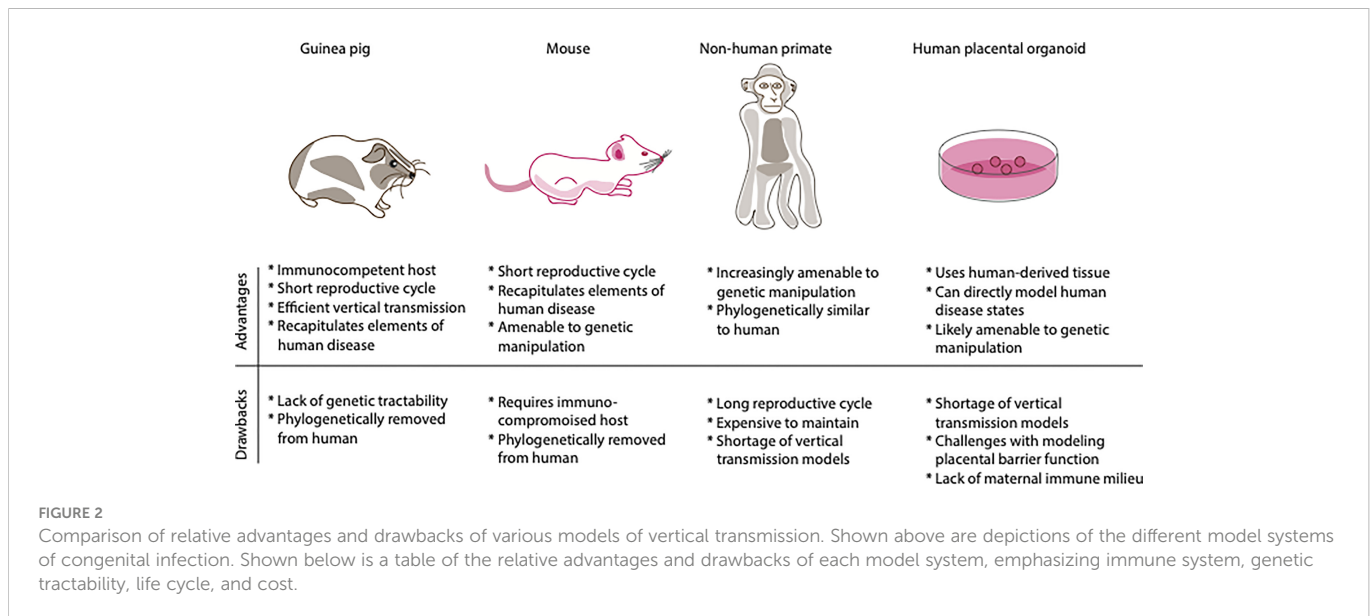 Guinea pig
Mouse
Non-human primate
Human placental organoid
Advantages
* Immunocompetent host
* Short reproductive cycle
* Efficient vertical transmission
* Recapitulates elements of
human disease
* Short reproductive cycle
* Recapitulates elements of
human disease
* Amenable to genetic
manipulation
* Increasingly amenable to
genetic manipulation
* Phylogenetically similar
to human
* Uses human-derived tissue
* Can directly model human
disease states
* Likely amenable to genetic
manipulation
Drawbacks
* Lack of genetic tractability
* Phylogenetically removed
from human
* Requires immuno-
compromoised host
* Phylogenetically removed
from human
* Long reproductive cycle
* Expensive to maintain
* Shortage of vertical
transmission models
* Shortage of vertical
transmission models
* Challenges with modeling
placental barrier function
* Lack of maternal immune milieu
FIGURE 2
Comparison of relative advantages and drawbacks of various models of vertical transmission. Shown above are depictions of the different model systems
of congenital infection. Shown below is a table of the relative advantages and drawbacks of each model system, emphasizing immune system, genetic
tractability, life cycle, and cost.